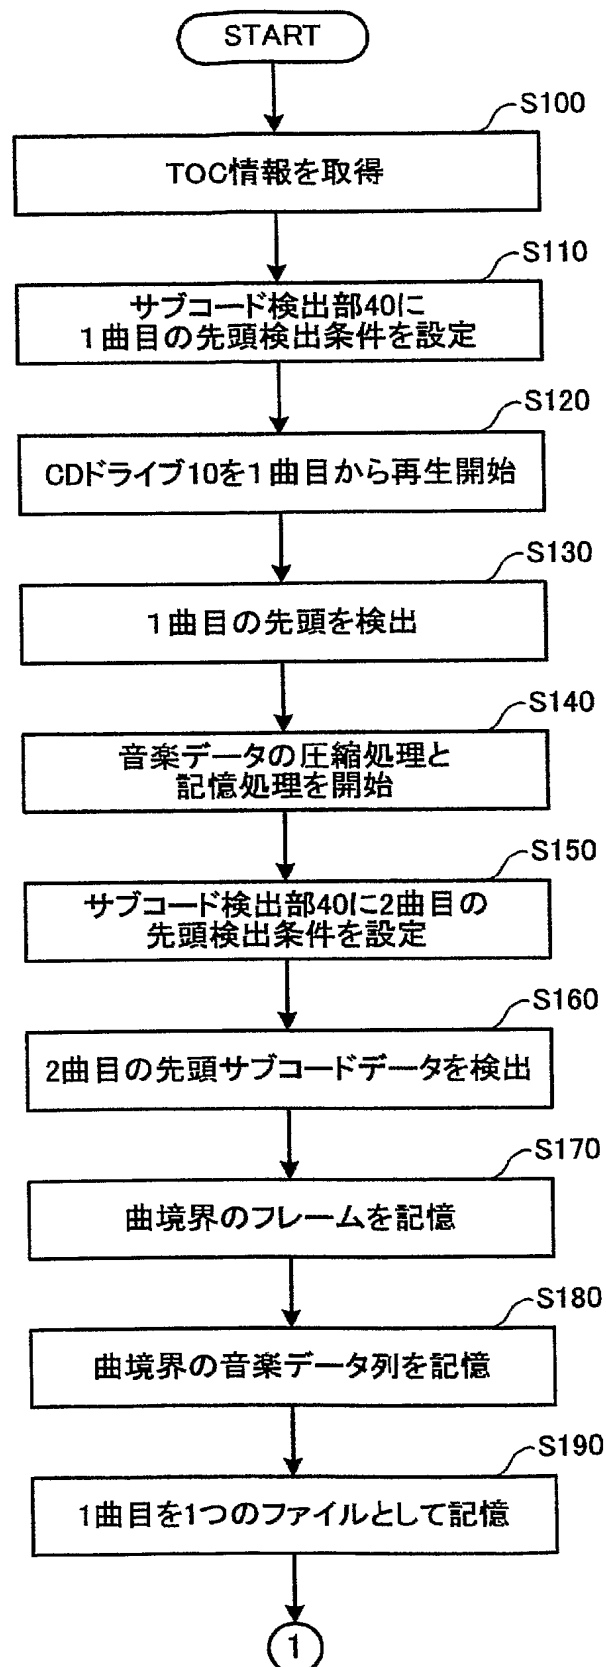 START
S100
TOC情報を取得
S110
サブコード検出部40に
1曲目の先頭検出条件を設定
S120
CDドライブ10を1曲目から再生開始
S130
1曲目の先頭を検出
S140
音楽データの圧縮処理と
記憶処理を開始
S150
サブコード検出部40に2曲目の
先頭検出条件を設定
S160
2曲目の先頭サブコードデータを検出
S170
曲境界のフレームを記憶
S180
曲境界の音楽データ列を記憶
S190
1曲目を1つのファイルとして記憶
1